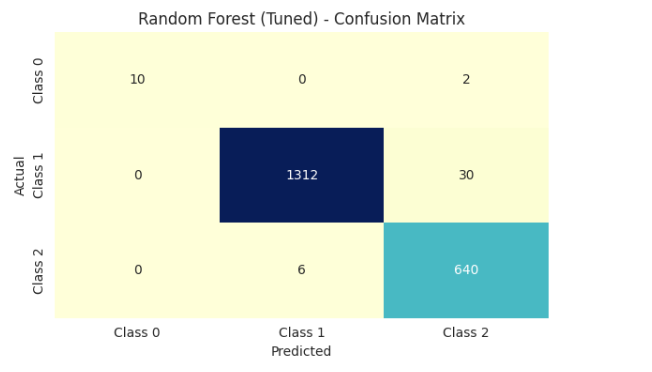 Random Forest (Tuned) - Confusion Matrix
Actual
Class 0
10 0 2
Class 1
0 1312 30
Class 2
0 6 640
Class 0 Class 1 Class 2
Predicted